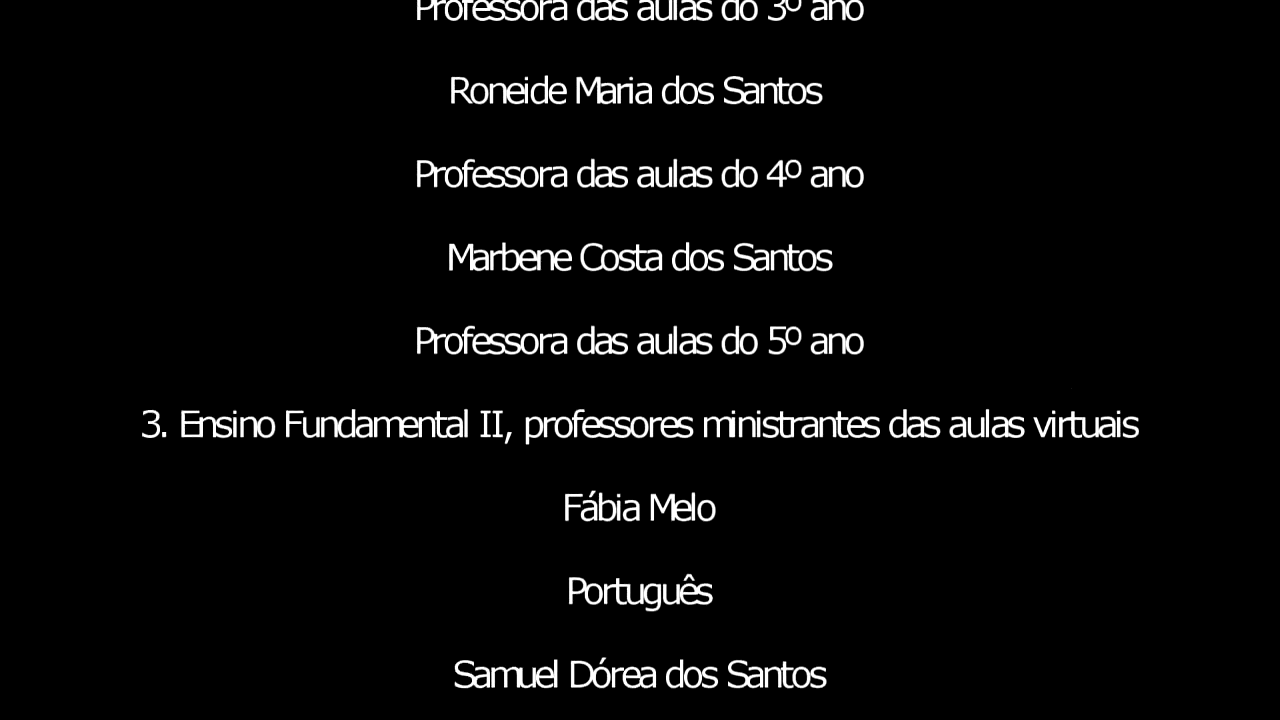 Professora das aulas do 3º ano
Roneide Maria dos Santos
Professora das aulas do 4º ano
Marbene Costa dos Santos
Professora das aulas do 5º ano
3. Ensino Fundamental II, professores ministrantes das aulas virtuais
Fábia Melo
Português
Samuel Dórea dos Santos